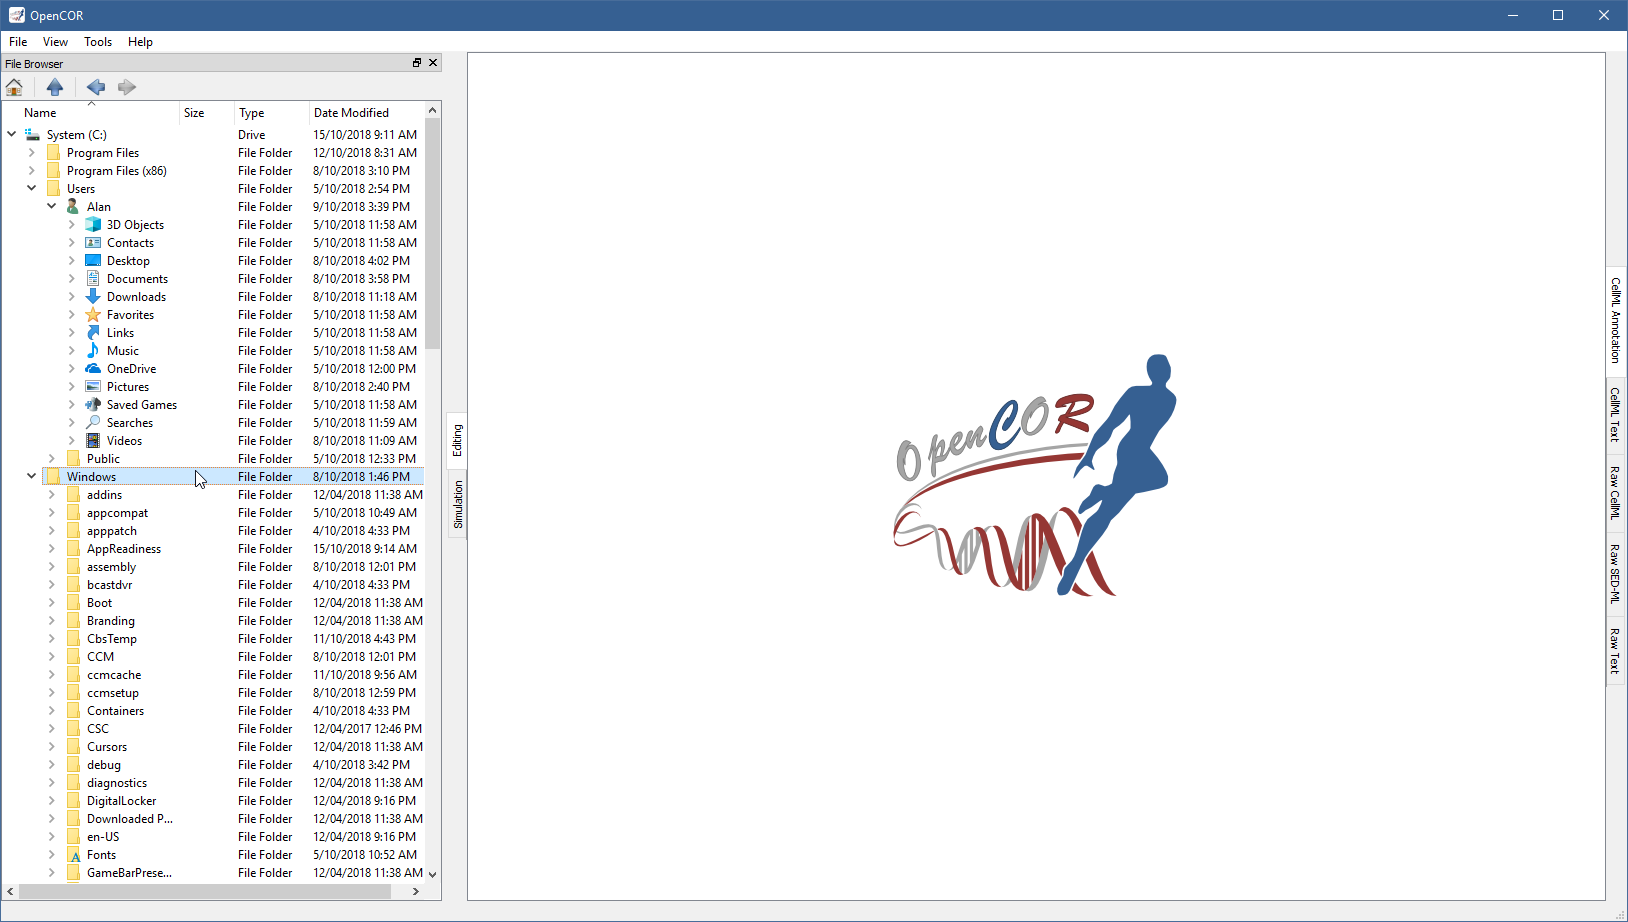 OpenCOR
File View Tools Help
File Browser
Name Size Type Date Modified
System (C:) Drive 15/10/2018 9:11 AM
Program Files File Folder 12/10/2018 8:31 AM
Program Files (x86) File Folder 8/10/2018 3:10 PM
Users File Folder 5/10/2018 2:54 PM
Alan File Folder 9/10/2018 3:39 PM
3D Objects File Folder 5/10/2018 11:58 AM
Contacts File Folder 5/10/2018 11:58 AM
Desktop File Folder 8/10/2018 4:02 PM
Documents File Folder 8/10/2018 3:58 PM
Downloads File Folder 8/10/2018 11:18 AM
Favorites File Folder 5/10/2018 11:58 AM
Links File Folder 5/10/2018 11:58 AM
Music File Folder 5/10/2018 11:58 AM
OneDrive File Folder 5/10/2018 12:00 PM
Pictures File Folder 8/10/2018 2:40 PM
Saved Games File Folder 5/10/2018 11:58 AM
Searches File Folder 5/10/2018 11:59 AM
Videos File Folder 8/10/2018 11:09 AM
Public File Folder 5/10/2018 12:33 PM
Windows File Folder 8/10/2018 1:46 PM
addins File Folder 12/04/2018 11:38 AM
appcompat File Folder 5/10/2018 10:49 AM
apppatch File Folder 4/10/2018 4:33 PM
AppReadiness File Folder 15/10/2018 9:14 AM
assembly File Folder 8/10/2018 12:01 PM
bcastdvr File Folder 4/10/2018 4:33 PM
Boot File Folder 12/04/2018 11:38 AM
Branding File Folder 12/04/2018 11:38 AM
CbsTemp File Folder 11/10/2018 4:43 PM
CCM File Folder 8/10/2018 12:01 PM
ccmcache File Folder 11/10/2018 9:56 AM
ccmsetup File Folder 8/10/2018 12:59 PM
Containers File Folder 4/10/2018 4:33 PM
CSC File Folder 12/04/2017 12:46 PM
Cursors File Folder 12/04/2018 11:38 AM
debug File Folder 4/10/2018 3:42 PM
diagnostics File Folder 12/04/2018 11:38 AM
DigitalLocker File Folder 12/04/2018 9:16 PM
Downloaded P... File Folder 12/04/2018 11:38 AM
en-US File Folder 12/04/2018 9:16 PM
Fonts File Folder 5/10/2018 10:52 AM
GameBarPrese... File Folder 12/04/2018 11:38 AM
Editing
Simulation
OpenCOR
CellML Annotation
CellML Text
Raw CellML
Raw SED-ML
Raw Text